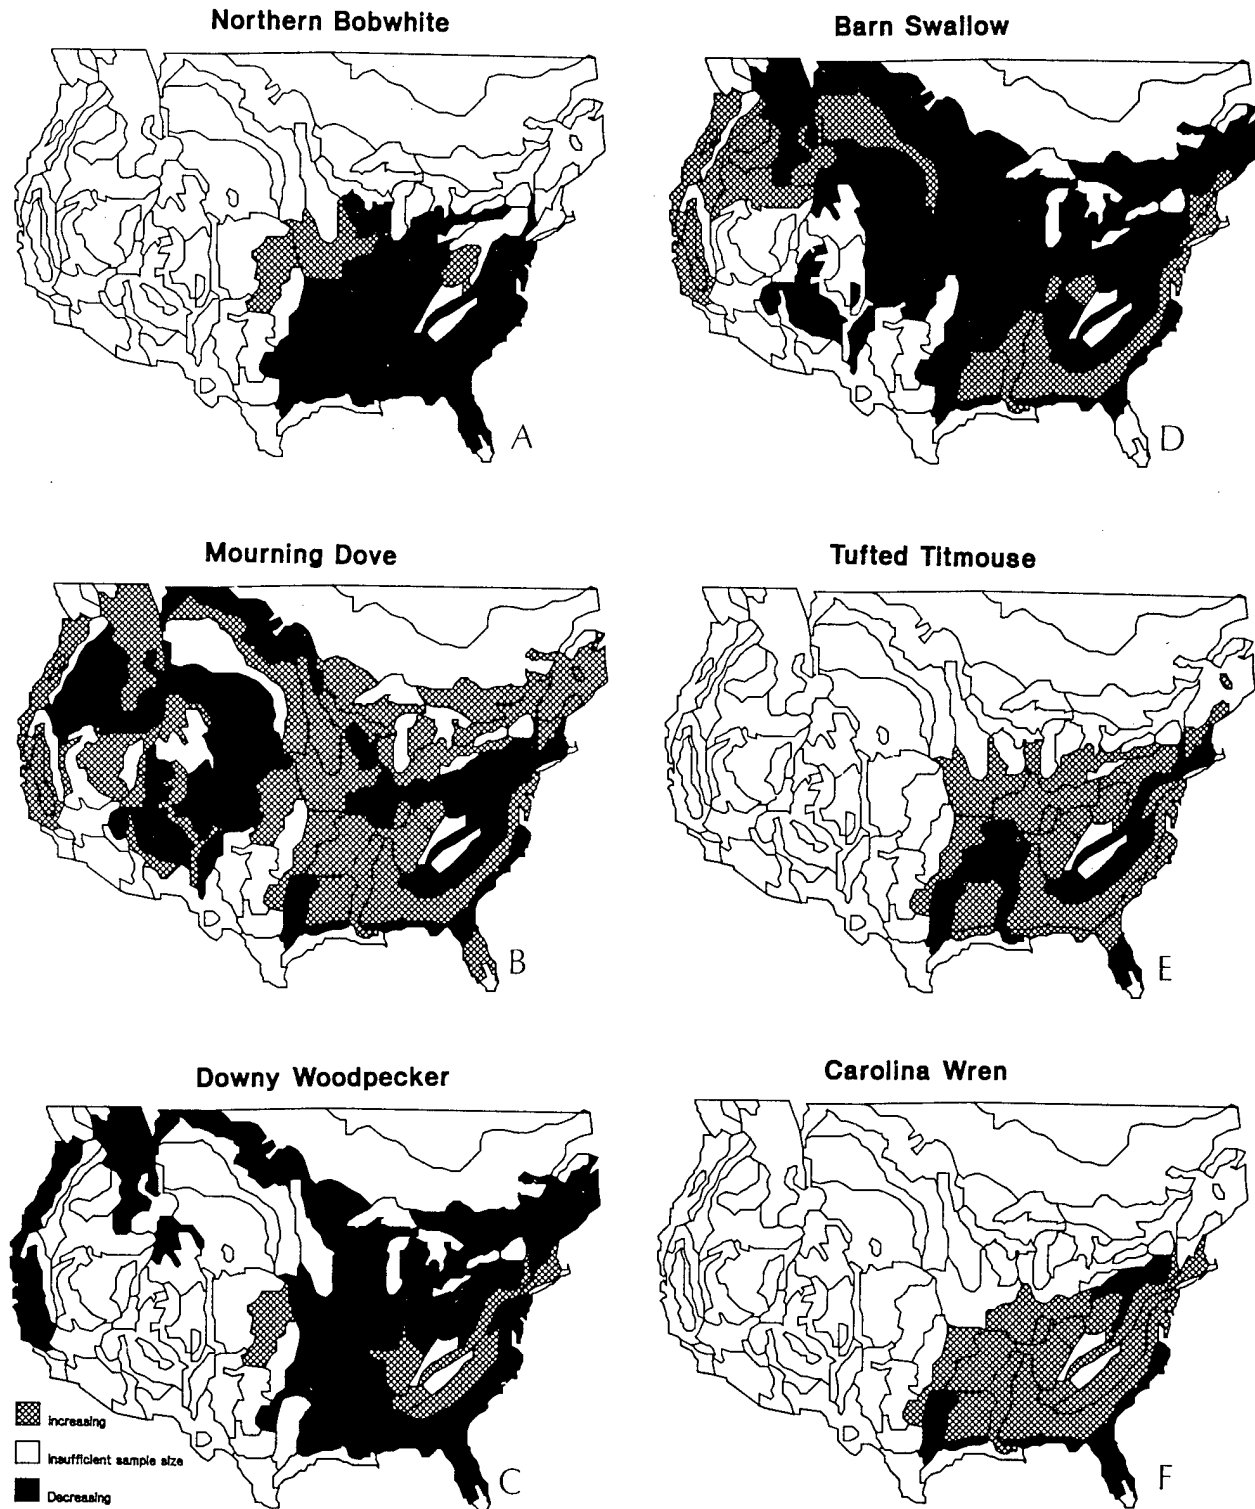 Northern Bobwhite
A
Mourning Dove
B
Downy Woodpecker
Increasing
Insufficient sample size
Decreasing
C
Barn Swallow
D
Tufted Titmouse
E
Carolina Wren
F